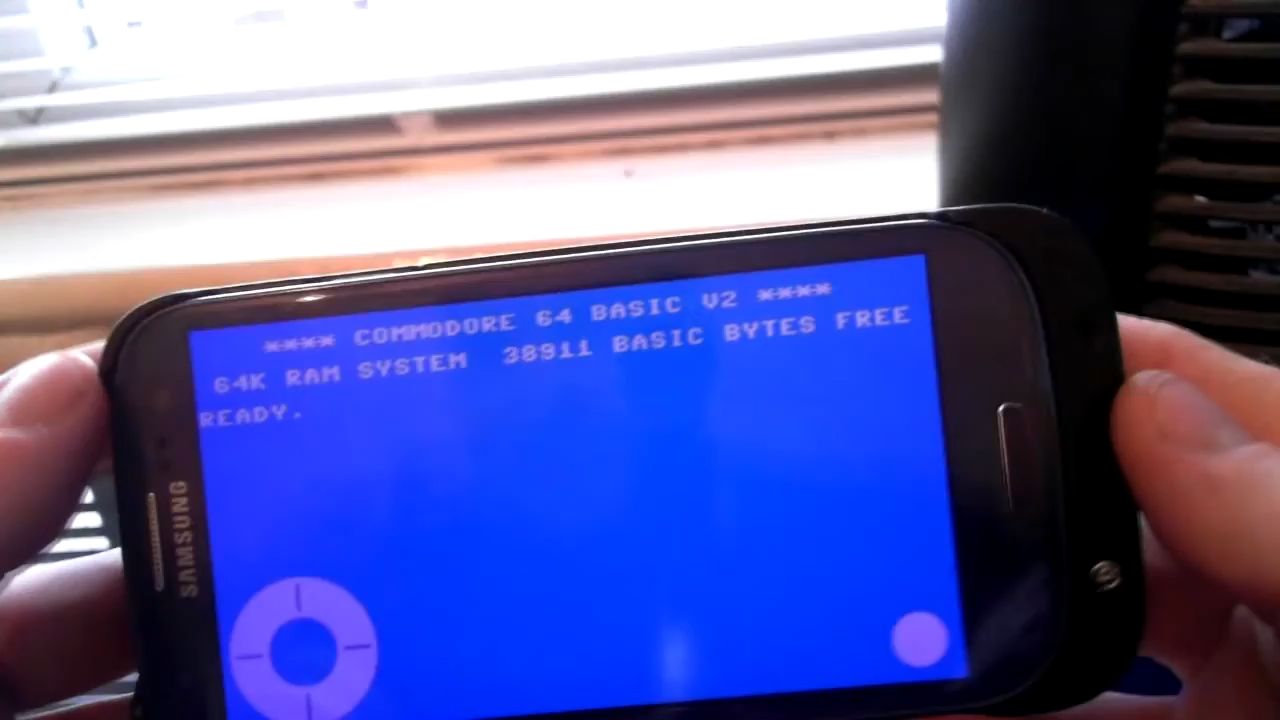 **** COMMODORE 64 BASIC V2 ****
64K RAM SYSTEM  38911 BASIC BYTES FREE
READY.
SAMSUNG